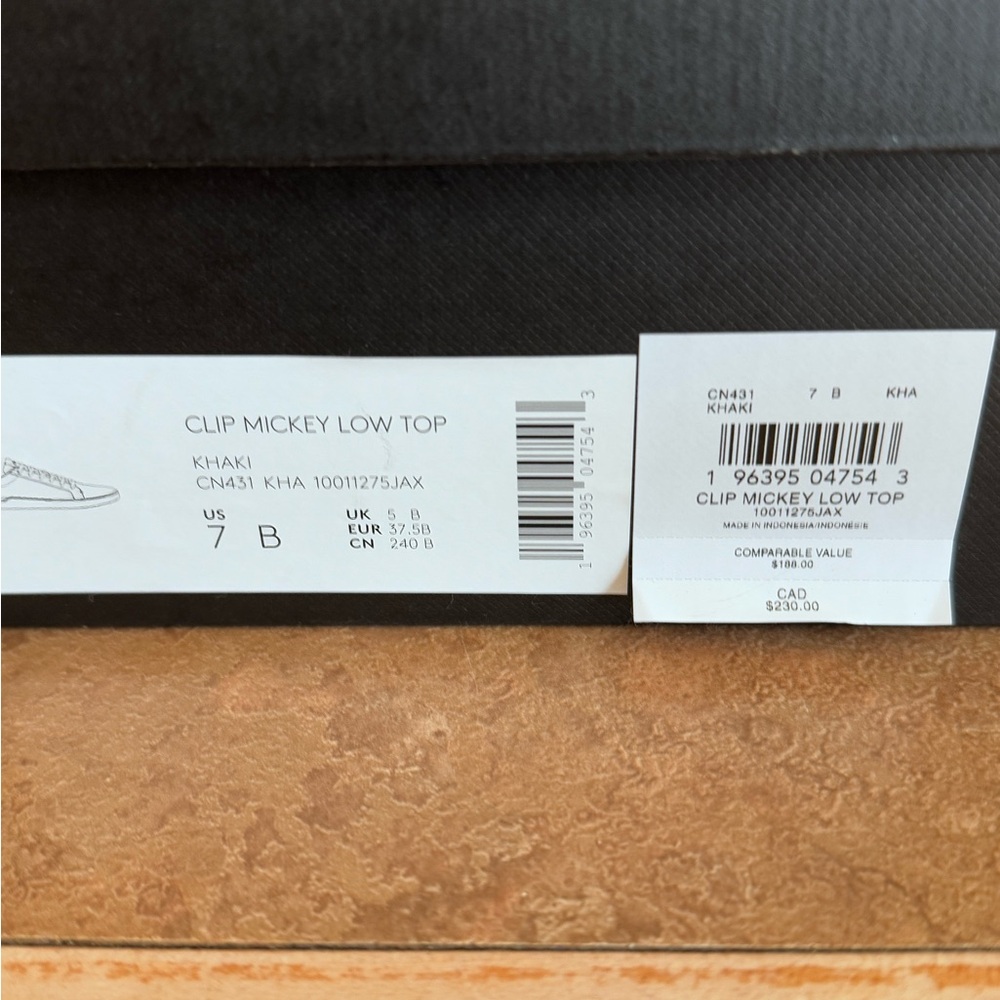 CLIP MICKEY LOW TOP
KHAKI
CN431 KHA 10011275JAX
US
7 B
UK 5 B
EUR 37.5B
CN 240 B
1 96395 04754 3
CN431 7 B KHA
KHAKI
1 96395 04754 3
CLIP MICKEY LOW TOP
10011275JAX
MADE IN INDONESIA/INDONÉSIE
COMPARABLE VALUE
$188.00
CAD
$230.00